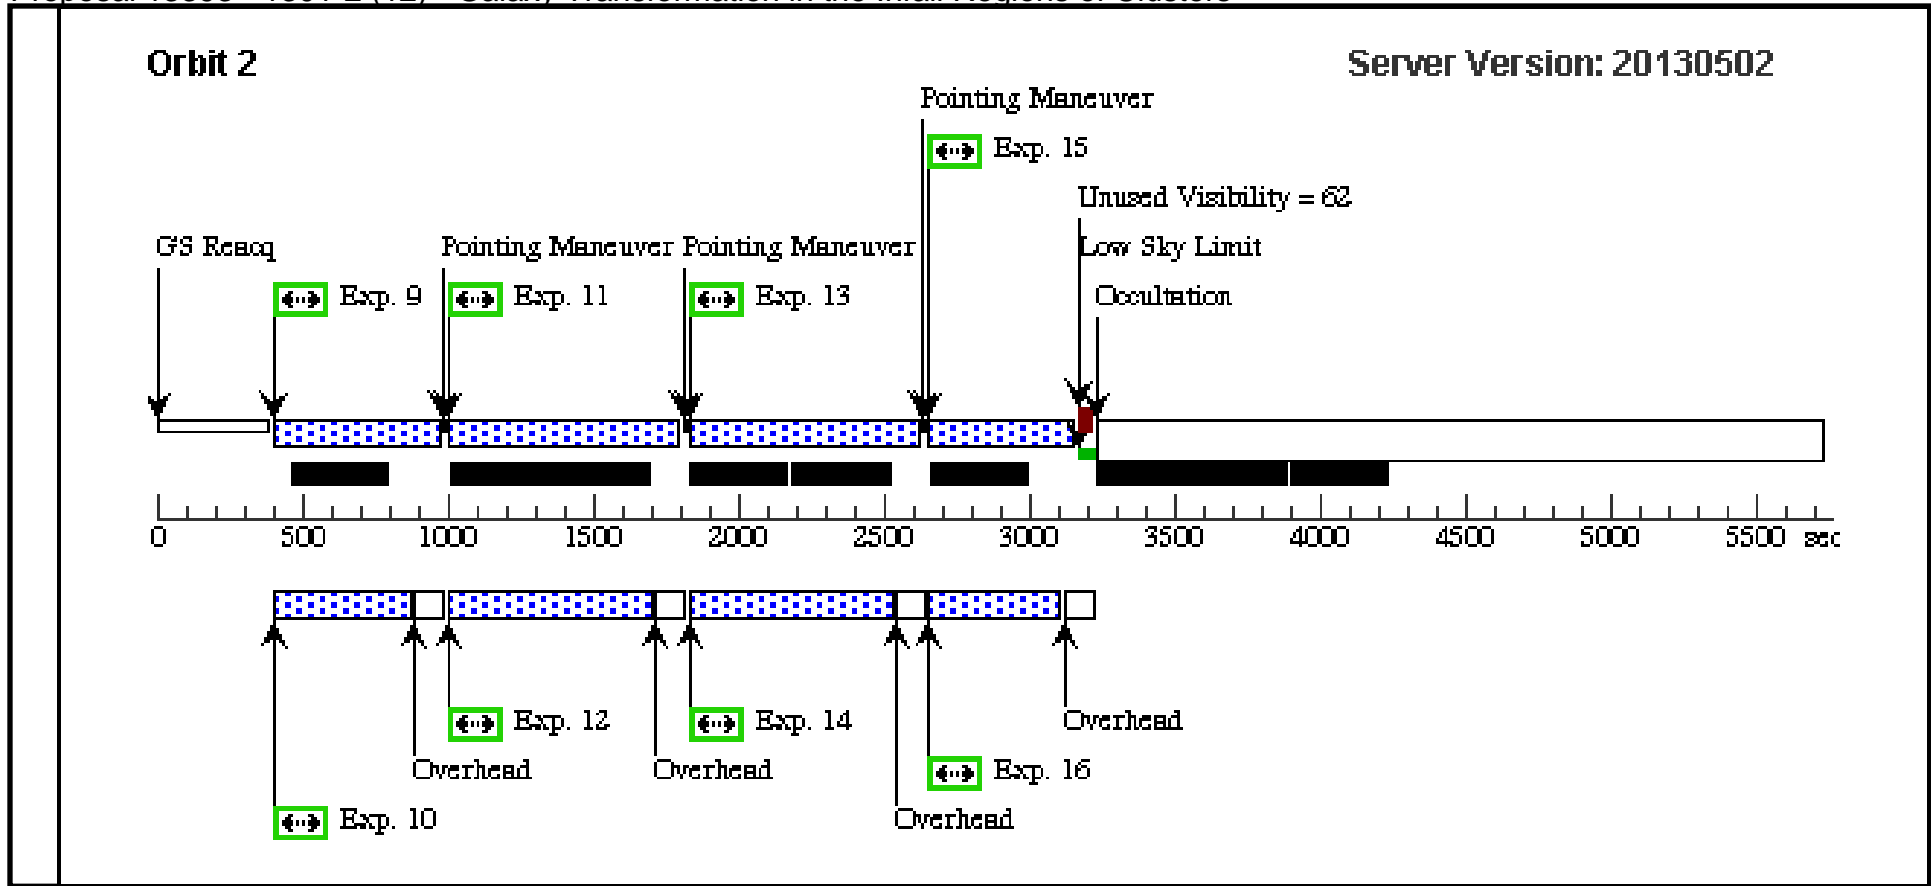 Orbit 2
Server Version: 20130502
Pointing Maneuver
Exp. 15
Unused Visibility = 62
GS Reacq
Pointing Maneuver
Pointing Maneuver
Low Sky Limit
Exp. 9
Exp. 11
Exp. 13
Occultation
0 500 1000 1500 2000 2500 3000 3500 4000 4500 5000 5500 sec
Exp. 12
Exp. 14
Overhead
Overhead
Overhead
Exp. 16
Exp. 10
Overhead